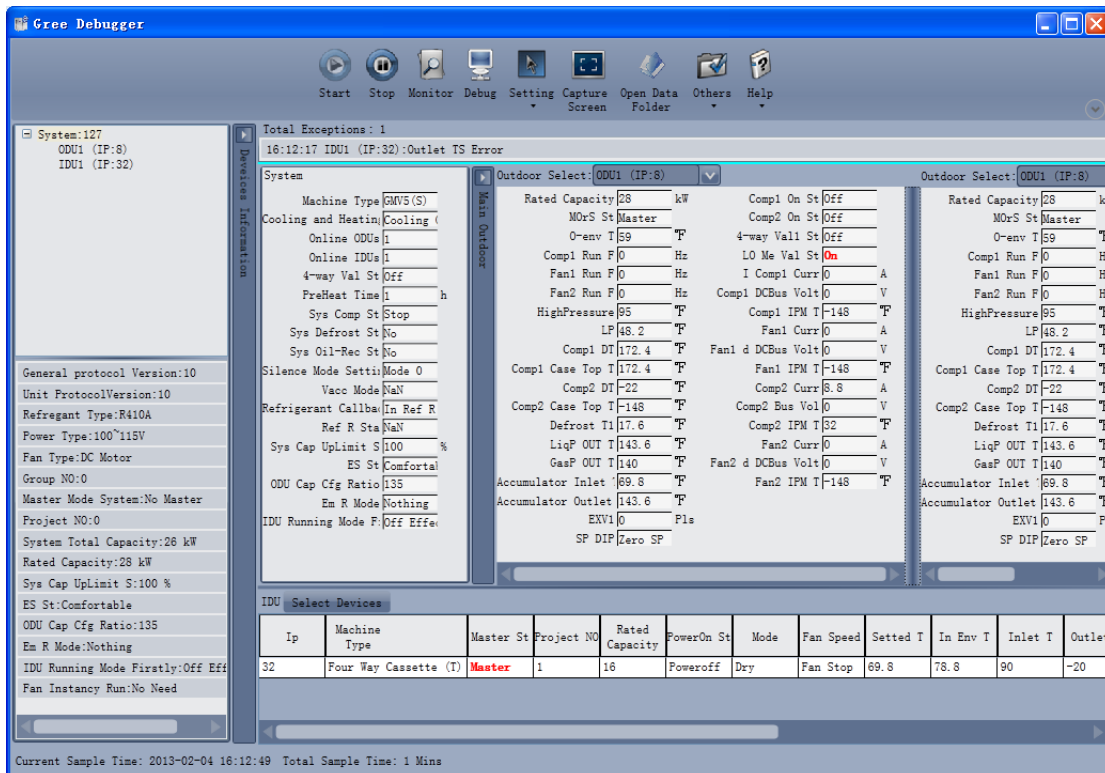 Gree Debugger
Start Stop Monitor Debug Setting Capture Screen Open Data Folder Others Help
System:127
ODU1 (IP:8)
IDU1 (IP:32)
Deveices Information
Total Exceptions: 1
16:12:17 IDU1 (IP:32):Outlet TS Error
General protocol Version:10
Unit ProtocolVersion:10
Refregant Type:R410A
Power Type:100~115V
Fan Type:DC Motor
Group NO:0
Master Mode System:No Master
Project NO:0
System Total Capacity:26 kW
Rated Capacity:28 kW
Sys Cap UpLimit S:100 %
ES St:Comfortable
ODU Cap Cfg Ratio:135
Em R Mode:Nothing
IDU Running Mode Firstly:Off Eff
Fan Instancy Run:No Need
System
Machine Type GMV5(S)
Cooling and Heating Cooling
Online ODUs 1
Online IDUs 1
4-way Val St Off
PreHeat Time 1 h
Sys Comp St Stop
Sys Defrost St No
Sys Oil-Rec St No
Silence Mode Settin Mode 0
Vacc Mode NaN
Refrigerant Callba In Ref R
Ref R Sta NaN
Sys Cap UpLimit S 100 %
ES St Comforta
ODU Cap Cfg Ratio 135
Em R Mode Nothing
IDU Running Mode F: Off Effe
Main Outdoor
Outdoor Select: ODU1 (IP:8)
Rated Capacity 28 kW
MOrS St Master
O-env T 59 ℉
Comp1 Run F 0 Hz
Fan1 Run F 0 Hz
Fan2 Run F 0 Hz
HighPressure 95 ℉
LP 48.2 ℉
Comp1 DT 172.4 ℉
Comp1 Case Top T 172.4 ℉
Comp2 DT -22 ℉
Comp2 Case Top T -148 ℉
Defrost T1 17.6 ℉
LiqP OUT T 143.6 ℉
GasP OUT T 140 ℉
Accumulator Inlet 69.8 ℉
Accumulator Outlet 143.6 ℉
EXV1 0 Pls
SP DIP Zero SP
Comp1 On St Off
Comp2 On St Off
4-way Val1 St Off
LO Me Val St On
I Comp1 Curr 0 A
Comp1 DCBus Volt 0 V
Comp1 IPM T -148 ℉
Fan1 Curr 0 A
Fan1 d DCBus Volt 0 V
Fan1 IPM T -148 ℉
Comp2 Curr 8.8 A
Comp2 Bus Vol 0 V
Comp2 IPM T 32 ℉
Fan2 Curr 0 A
Fan2 d DCBus Volt 0 V
Fan2 IPM T -148 ℉
Outdoor Select: ODU1 (IP:8)
Rated Capacity 28
MOrS St Master
O-env T 59
Comp1 Run F 0
Fan1 Run F 0
Fan2 Run F 0
HighPressure 95
LP 48.2
Comp1 DT 172.4
Comp1 Case Top T 172.4
Comp2 DT -22
Comp2 Case Top T -148
Defrost T1 17.6
LiqP OUT T 143.6
GasP OUT T 140
Accumulator Inlet 69.8
Accumulator Outlet 143.6
EXV1 0
SP DIP Zero SP
IDU Select Devices
Ip Machine Type Master St Project NO Rated Capacity PowerOn St Mode Fan Speed Setted T In Env T Inlet T Outle
32 Four Way Cassette (T) Master 1 16 Poweroff Dry Fan Stop 69.8 78.8 90 -20
Current Sample Time: 2013-02-04 16:12:49 Total Sample Time: 1 Mins